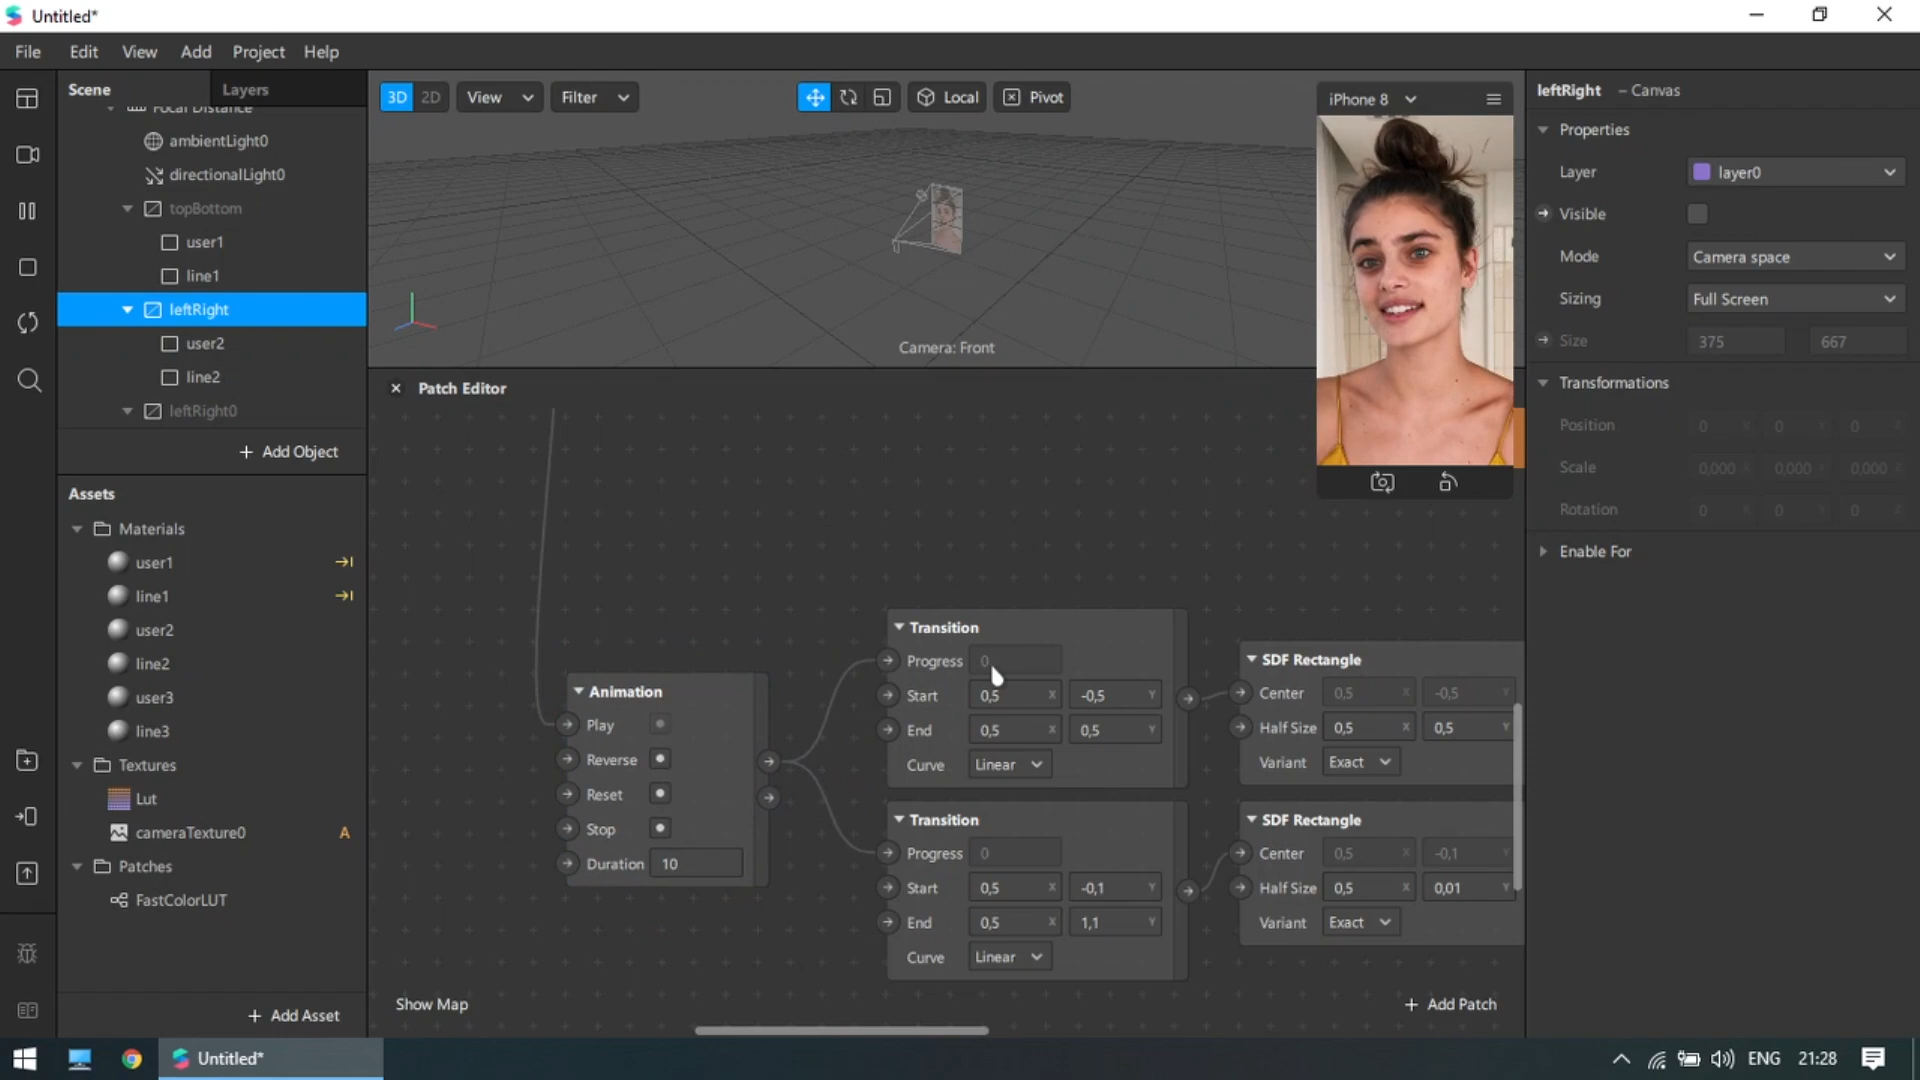 Untitled*
File Edit View Add Project Help
Scene Layers
Focal Distance
ambientLight0
directionalLight0
topBottom
user1
line1
leftRight
user2
line2
leftRight0
+ Add Object
Assets
Materials
user1
line1
user2
line2
user3
line3
Textures
Lut
cameraTexture0 A
Patches
FastColorLUT
+ Add Asset
3D 2D View Filter Local Pivot
Camera: Front
iPhone 8
Patch Editor
Animation
Play
Reverse
Reset
Stop
Duration 10
Transition
Progress 0
Start 0,5 X -0,5 Y
End 0,5 X 0,5 Y
Curve Linear
Transition
Progress 0
Start 0,5 X -0,1 Y
End 0,5 X 1,1 Y
Curve Linear
SDF Rectangle
Center 0,5 X -0,5 Y
Half Size 0,5 X 0,5 Y
Variant Exact
SDF Rectangle
Center 0,5 X -0,1 Y
Half Size 0,5 X 0,01 Y
Variant Exact
Show Map
+ Add Patch
leftRight – Canvas
Properties
Layer layer0
Visible
Mode Camera space
Sizing Full Screen
Size 375 667
Transformations
Position 0 X 0 Y 0 Z
Scale 0,000 X 0,000 Y 0,000 Z
Rotation 0 X 0 Y 0 Z
Enable For
Untitled*
ENG 21:28